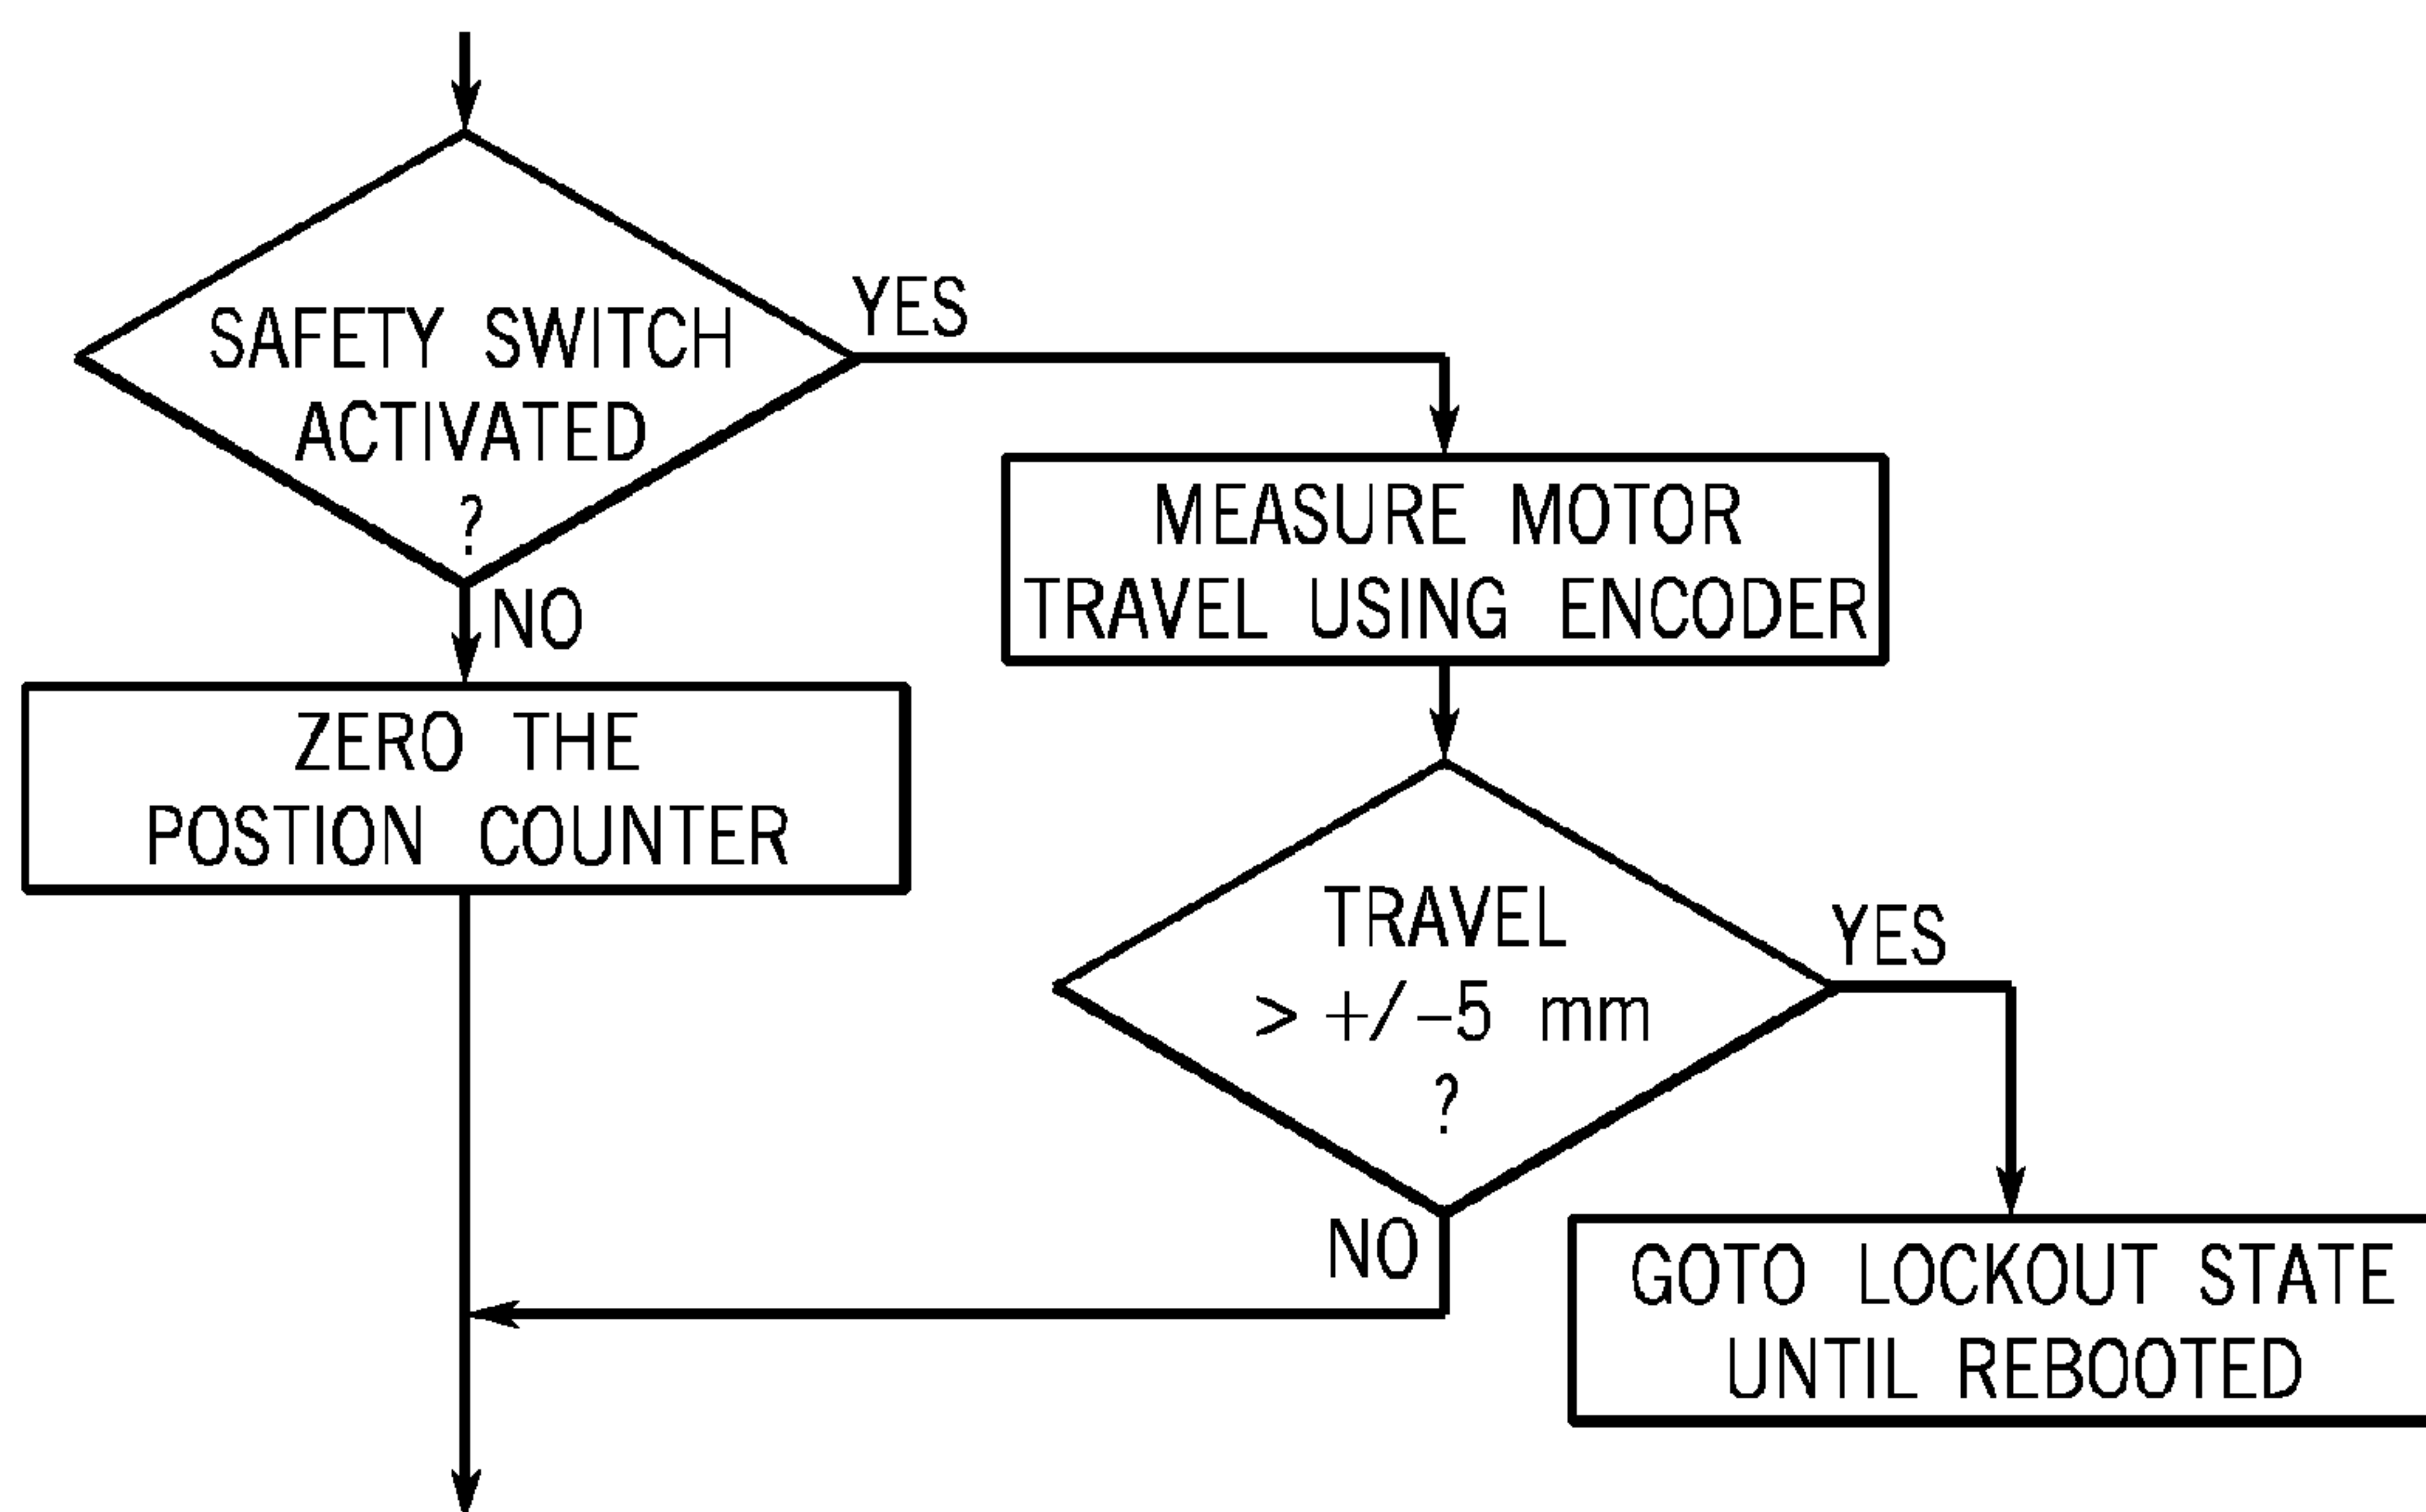 SAFETY SWITCH
ACTIVATED
?
YES
NO
MEASURE MOTOR
TRAVEL USING ENCODER
ZERO THE
POSTION COUNTER
TRAVEL
> +/-5 mm
?
YES
NO
GOTO LOCKOUT STATE
UNTIL REBOOTED